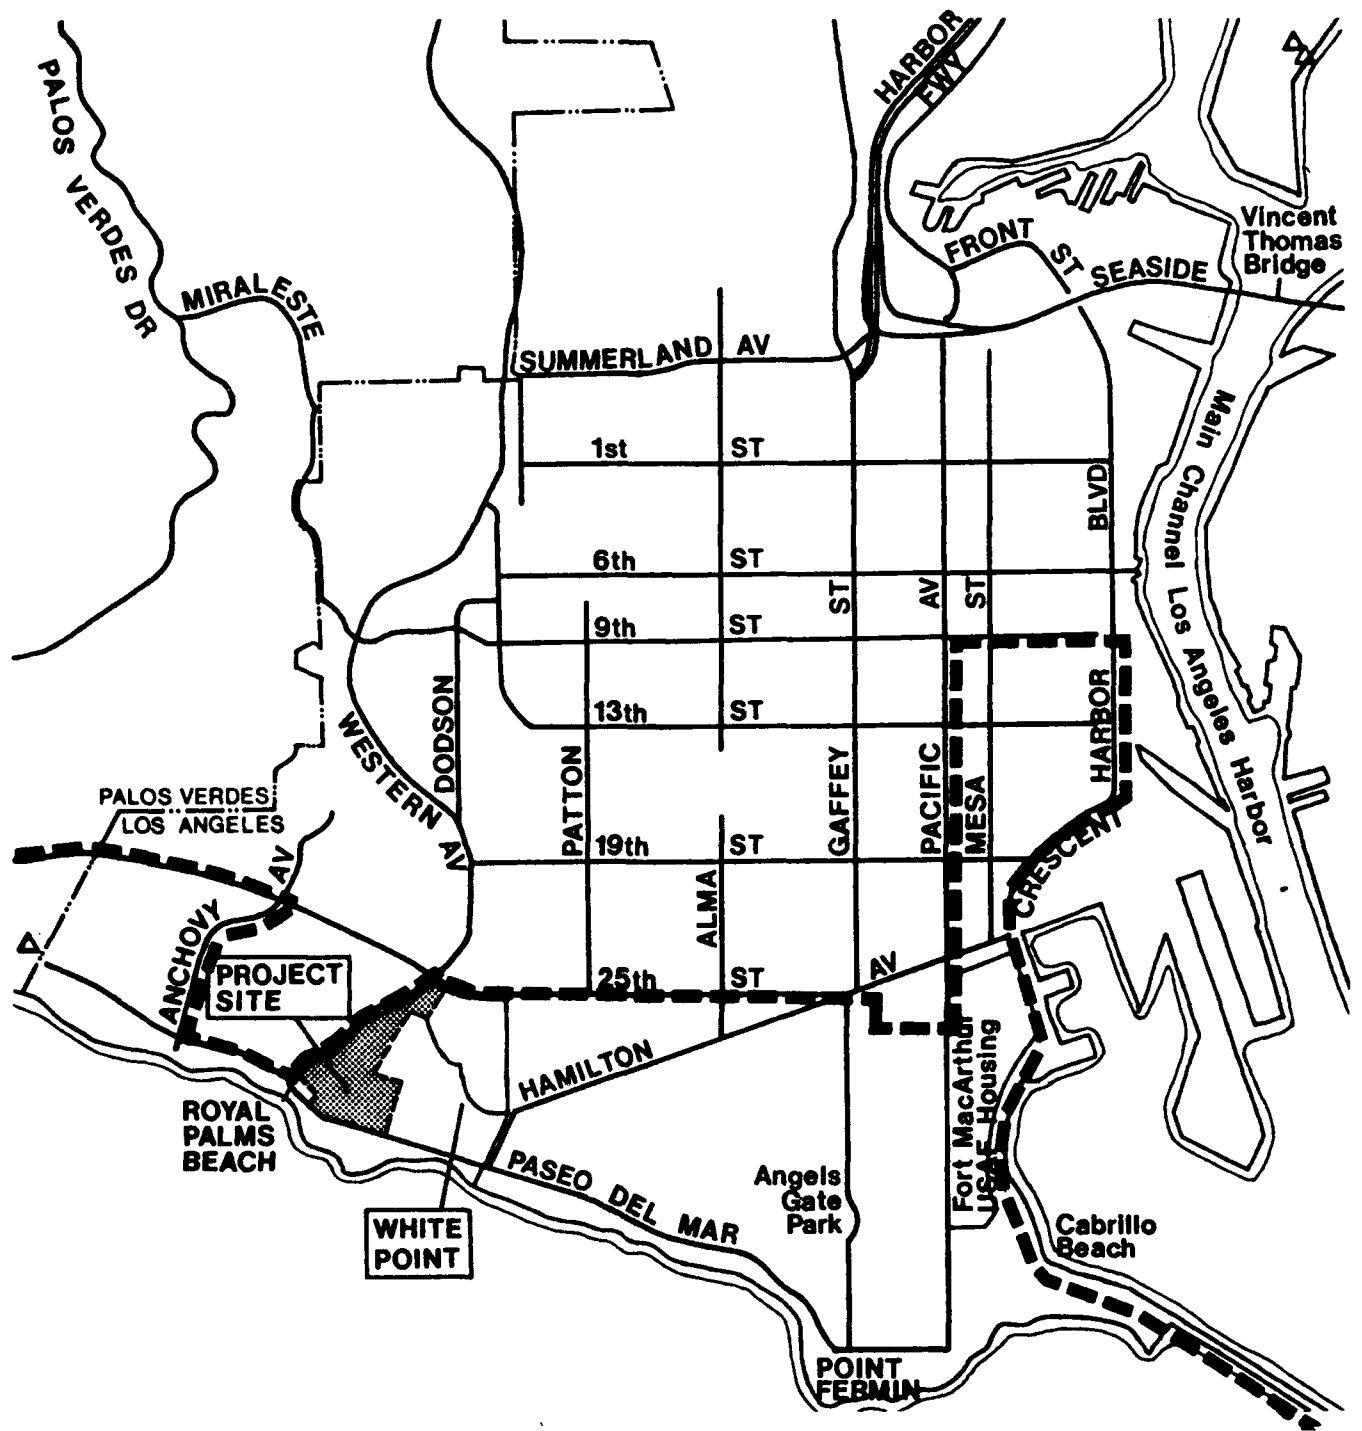 HARBOR
FWY
PALOS VERDES DR
MIRALESTE
FRONT ST
SEASIDE
Vincent
Thomas
Bridge
SUMMERLAND AV
1st ST
6th ST
9th ST
13th ST
19th ST
25th ST
Main Channel Los Angeles Harbor
HARBOR BLVD
GAFFEY ST
PACIFIC AV
MESA ST
DODSON
WESTERN AV
PATTON
ALMA
CRESCENT
PALOS VERDES
LOS ANGELES
ANCHOVY AV
PROJECT
SITE
HAMILTON AV
ROYAL
PALMS
BEACH
WHITE
POINT
PASEO DEL MAR
Angels
Gate
Park
Fort MacArthur
USAF Housing
Cabrillo
Beach
POINT
FERMIN